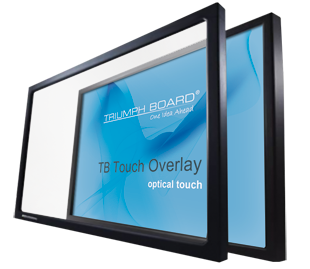 TRIUMPH BOARD®
One Idea Ahead
TB Touch Overlay
optical touch